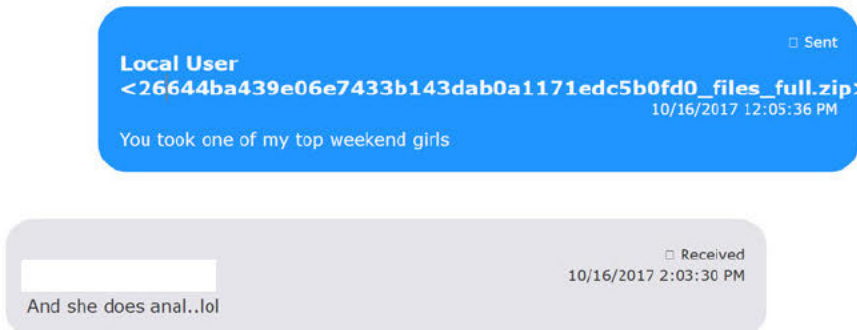 Sent
Local User
<26644ba439e06e7433b143dab0a1171edc5b0fd0_files_full.zip>
10/16/2017 12:05:36 PM
You took one of my top weekend girls
Received
10/16/2017 2:03:30 PM
And she does anal..lol